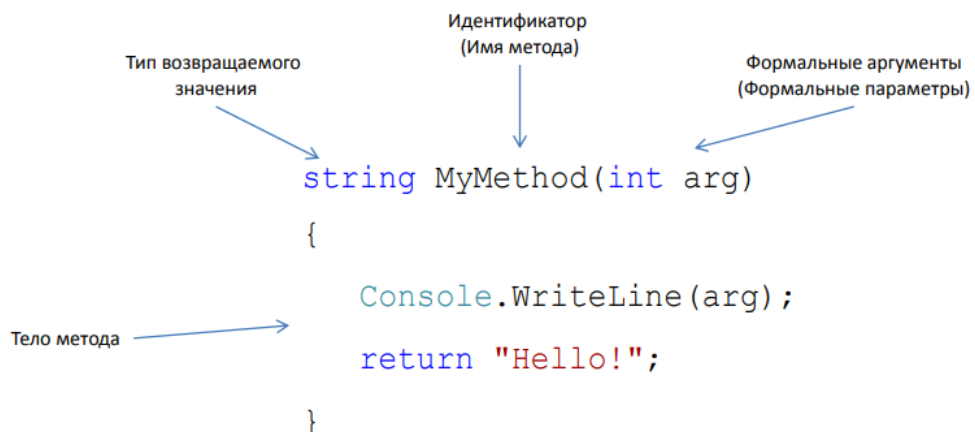 Идентификатор
(Имя метода)
Тип возвращаемого
значения
Формальные аргументы
(Формальные параметры)
string MyMethod(int arg)
{
Console.WriteLine(arg);
Тело метода
return "Hello!";
}